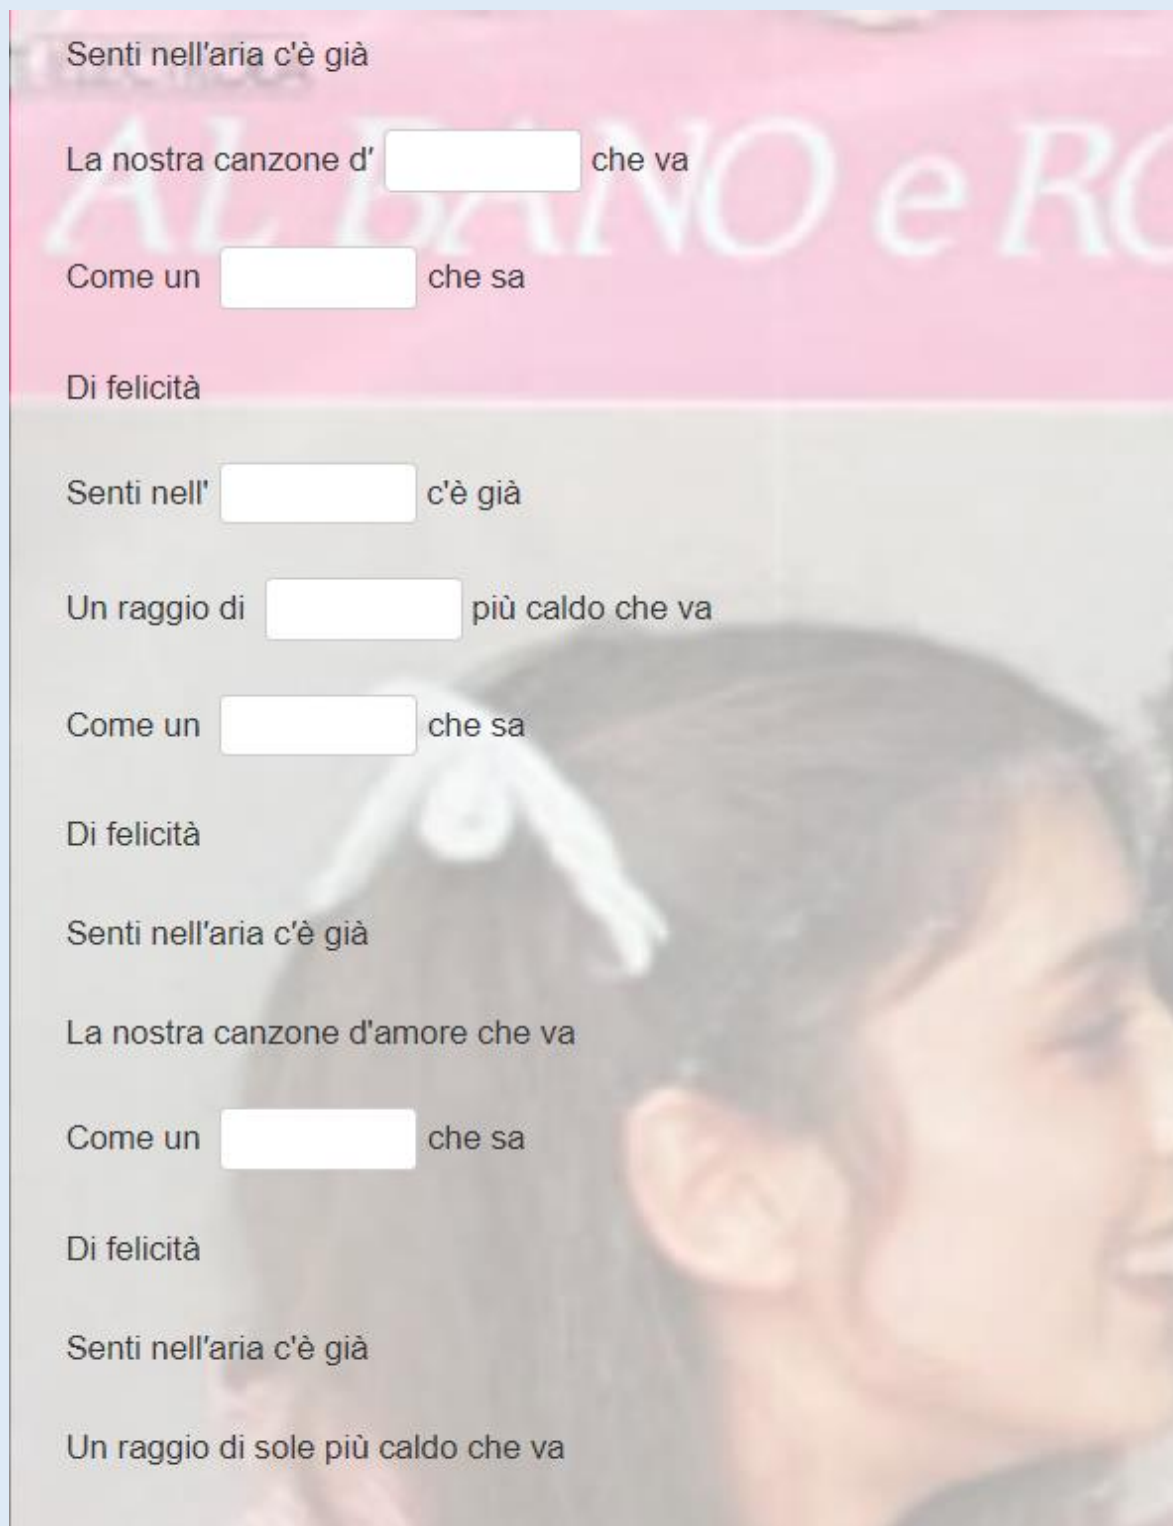 Senti nell'aria c'è già
AL BANO e RO
La nostra canzone d' che va
Come un che sa
Di felicità
Senti nell' c'è già
Un raggio di più caldo che va
Come un che sa
Di felicità
Senti nell'aria c'è già
La nostra canzone d'amore che va
Come un che sa
Di felicità
Senti nell'aria c'è già
Un raggio di sole più caldo che va